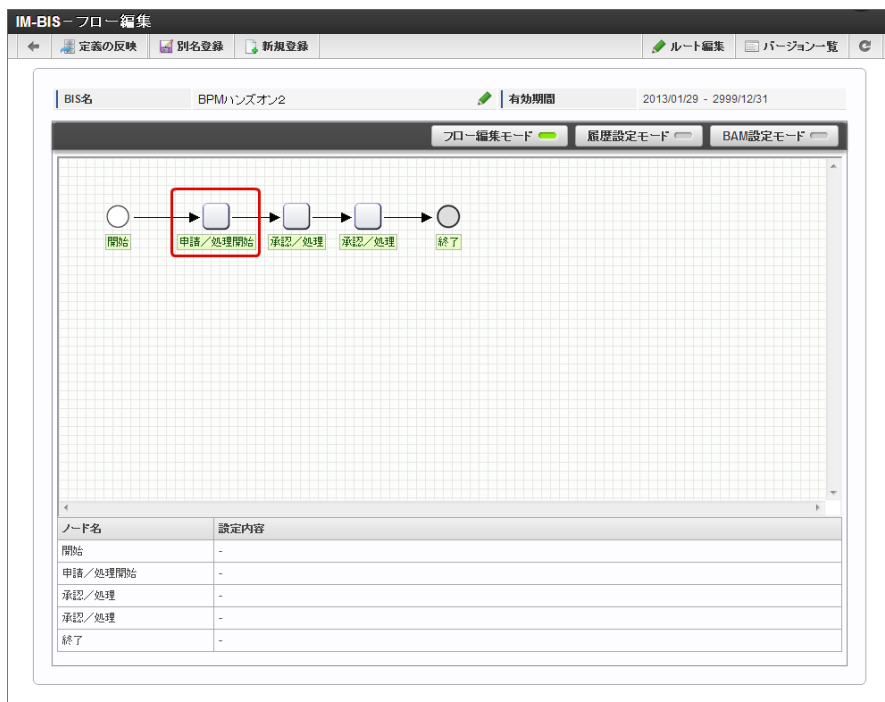 IM-BIS－フロー編集
定義の反映 別名登録 新規登録 ルート編集 バージョン一覧
BIS名 BPMハンズオン2 有効期間 2013/01/29 - 2999/12/31
フロー編集モード 履歴設定モード BAM設定モード
開始 申請／処理開始 承認／処理 承認／処理 終了
ノード名 設定内容
開始 -
申請／処理開始 -
承認／処理 -
承認／処理 -
終了 -